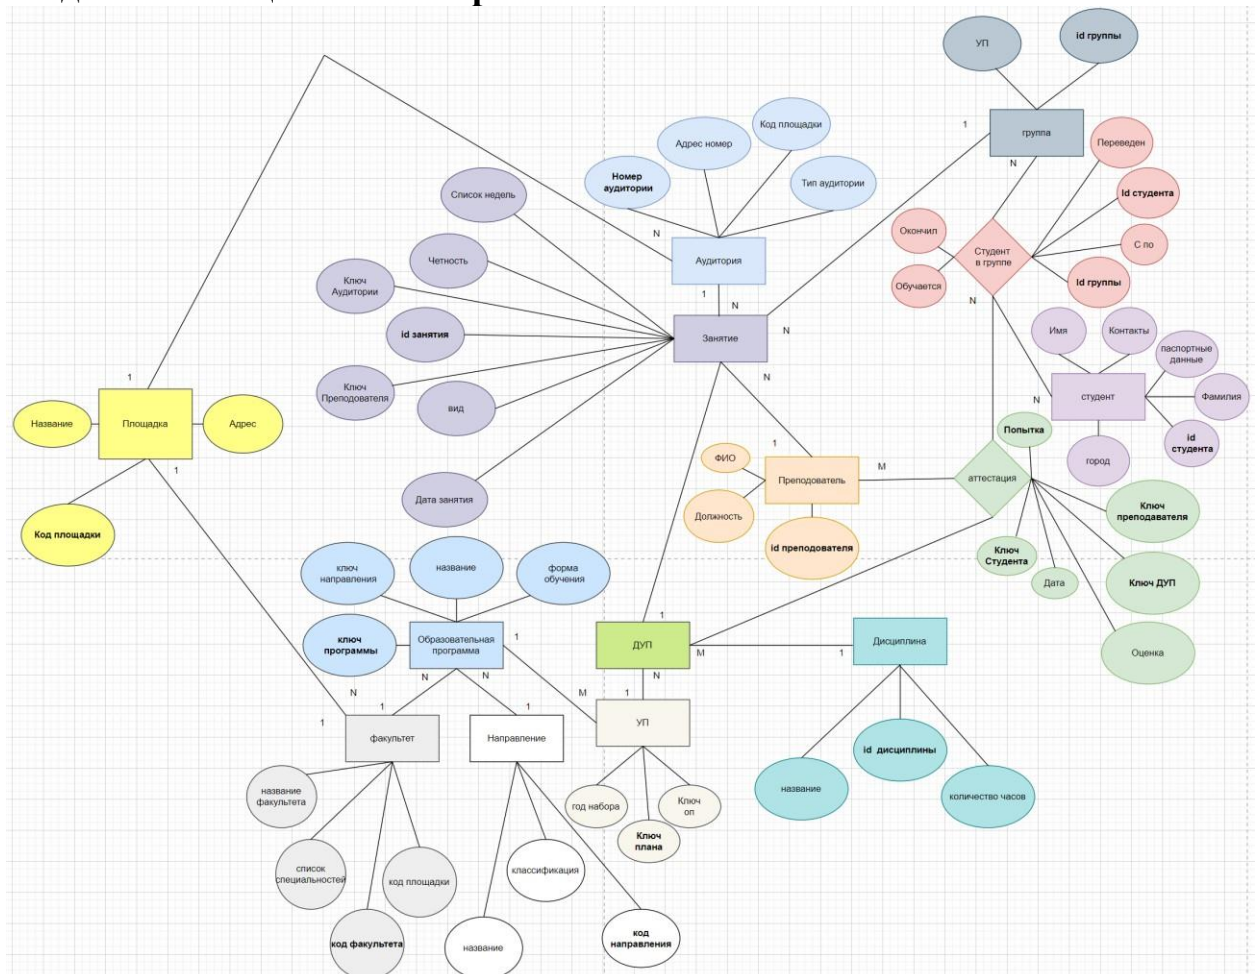 УП
id группы
1
группа
N
Переведен
Id студента
С по
Id группы
Окончил
Обучается
Студент
в группе
N
Код площадки
Адрес номер
Номер
аудитории
Тип аудитории
N
Аудитория
1
N
Список недель
Четность
Ключ
Аудитории
id занятия
Ключ
Преподователя
вид
Дата занятия
Занятие
N
N
Имя
Контакты
паспортные
данные
студент
Фамилия
N
id
студента
город
1
Название
Площадка
Адрес
1
Код площадки
1
ФИО
Преподователь
M
Должность
id преподователя
Попытка
аттестация
Ключ
преподавателя
Ключ
Студента
Дата
Ключ ДУП
Оценка
ключ
направления
название
форма
обучения
ключ
программы
Образовательная
программа
1
N
N
M
1
ДУП
M
N
1
Дисциплина
название
id дисциплины
количество часов
N
1
1
1
1
факультет
Направление
УП
название
факультета
список
специальностей
код площадки
код факультета
классификация
название
код
направления
год набора
Ключ
плана
Ключ
оп